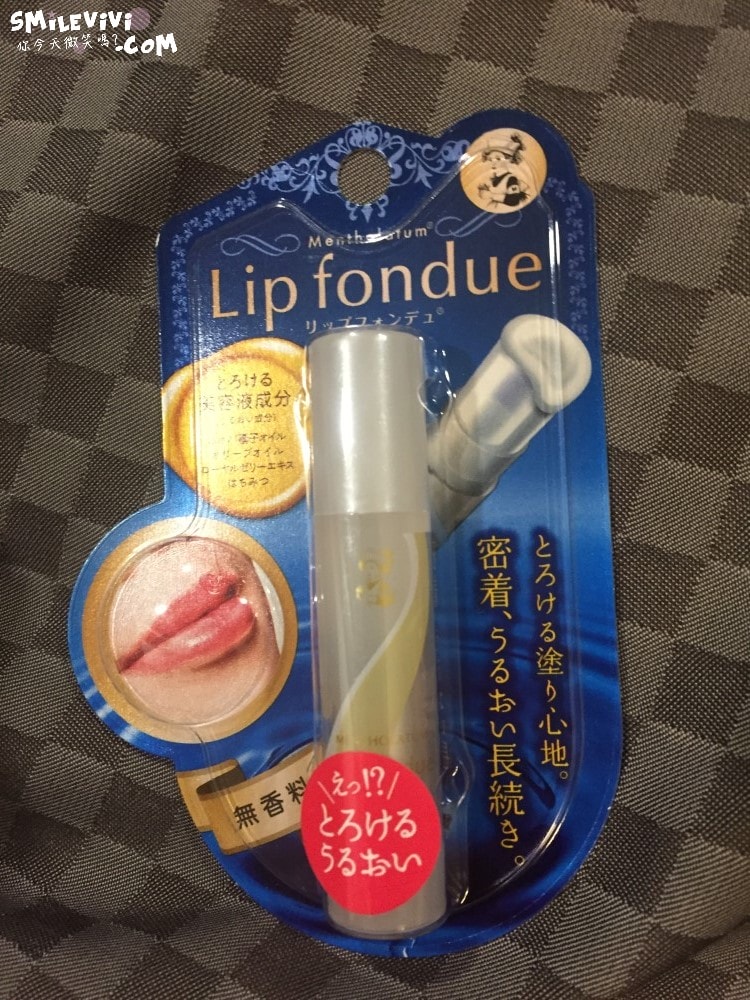 SMiLEViVi
你今天微笑嗎?.COM
Mentholatum®
Lip fondue
リップフォンデュ®
とろける
美容液成分
オリーブオイル
ローヤルゼリーエキス
はちみつ
とろける塗り心地。
密着、うるおい長続き。
無香料
えっ!?
とろける
うるおい